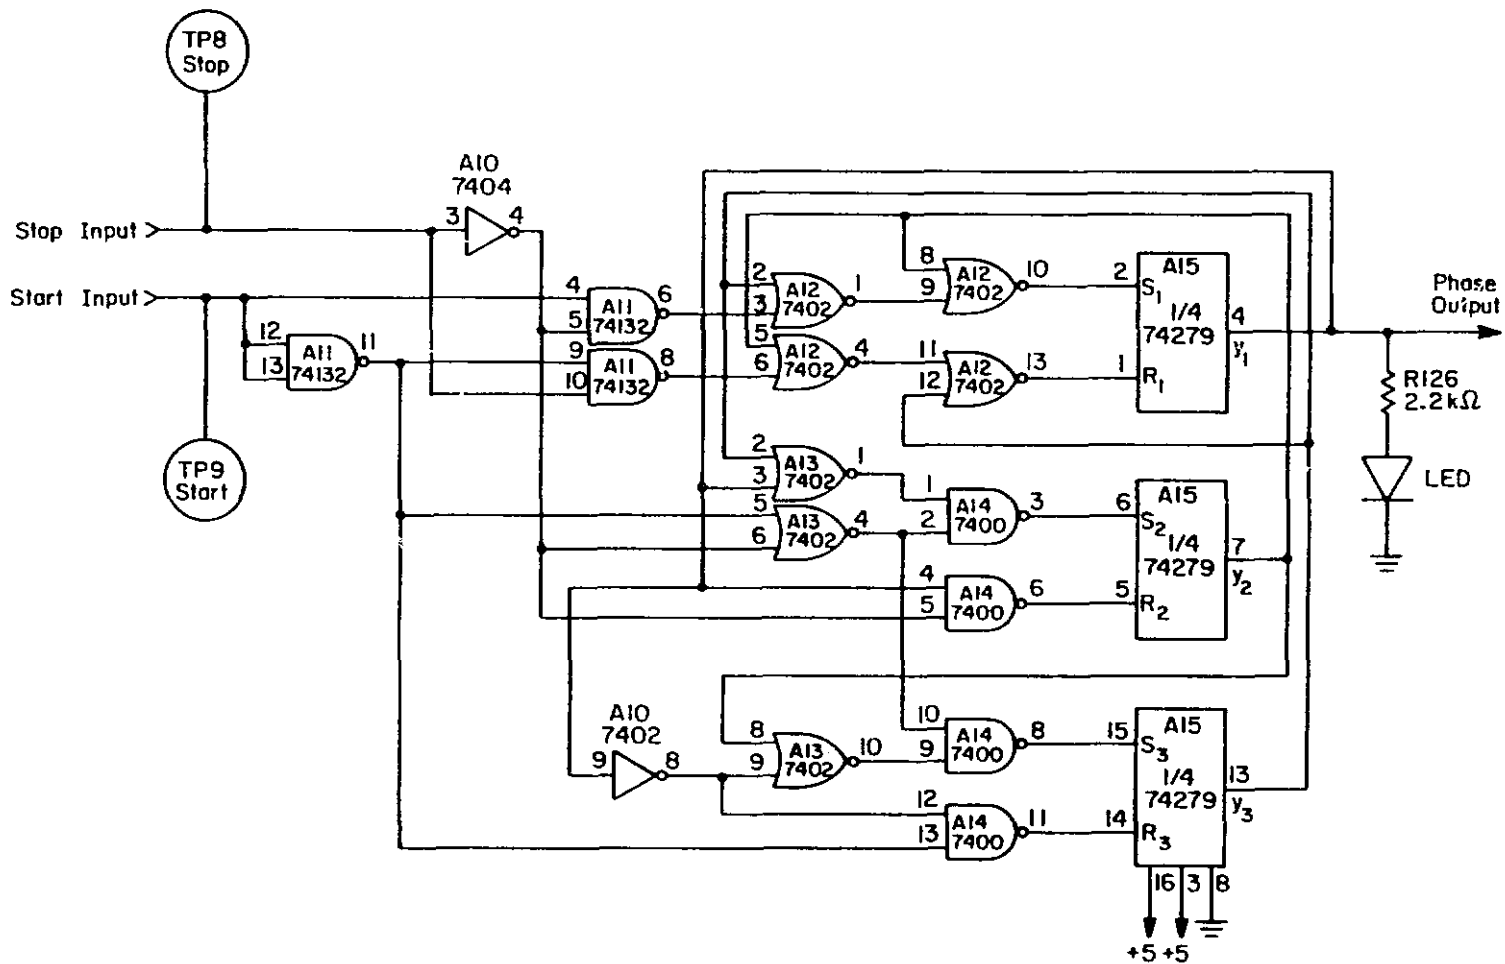 TP8
Stop
A10
7404
3
4
Stop Input
Start Input
4
5
A11
74132
6
12
13
A11
74132
11
9
10
A11
74132
8
TP9
Start
2
3
A12
7402
1
8
9
A12
7402
10
2
A15
S1
1/4
74279
4
y1
1
R1
Phase
Output
5
6
A12
7402
4
11
12
A12
7402
13
R126
2.2kΩ
LED
2
3
A13
7402
1
5
6
A13
7402
4
1
2
A14
7400
3
6
A15
S2
1/4
74279
7
y2
5
R2
4
5
A14
7400
6
A10
7402
9
8
8
9
A13
7402
10
10
9
A14
7400
8
15
A15
S3
1/4
74279
13
y3
14
R3
12
13
A14
7400
11
16
3
8
+5
+5